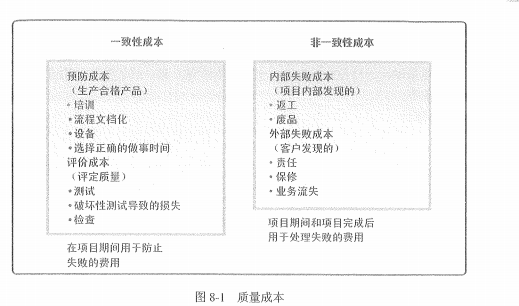 一致性成本
预防成本
（生产合格产品）
•培训
•流程文档化
•设备
•选择正确的做事时间
评价成本
（评定质量）
•测试
•破坏性测试导致的损失
•检查
在项目期间用于防止
失败的费用
非一致性成本
内部失败成本
（项目内部发现的）
•返工
•废品
外部失败成本
（客户发现的）
•责任
•保修
•业务流失
项目期间和项目完成后
用于处理失败的费用
图 8-1 质量成本